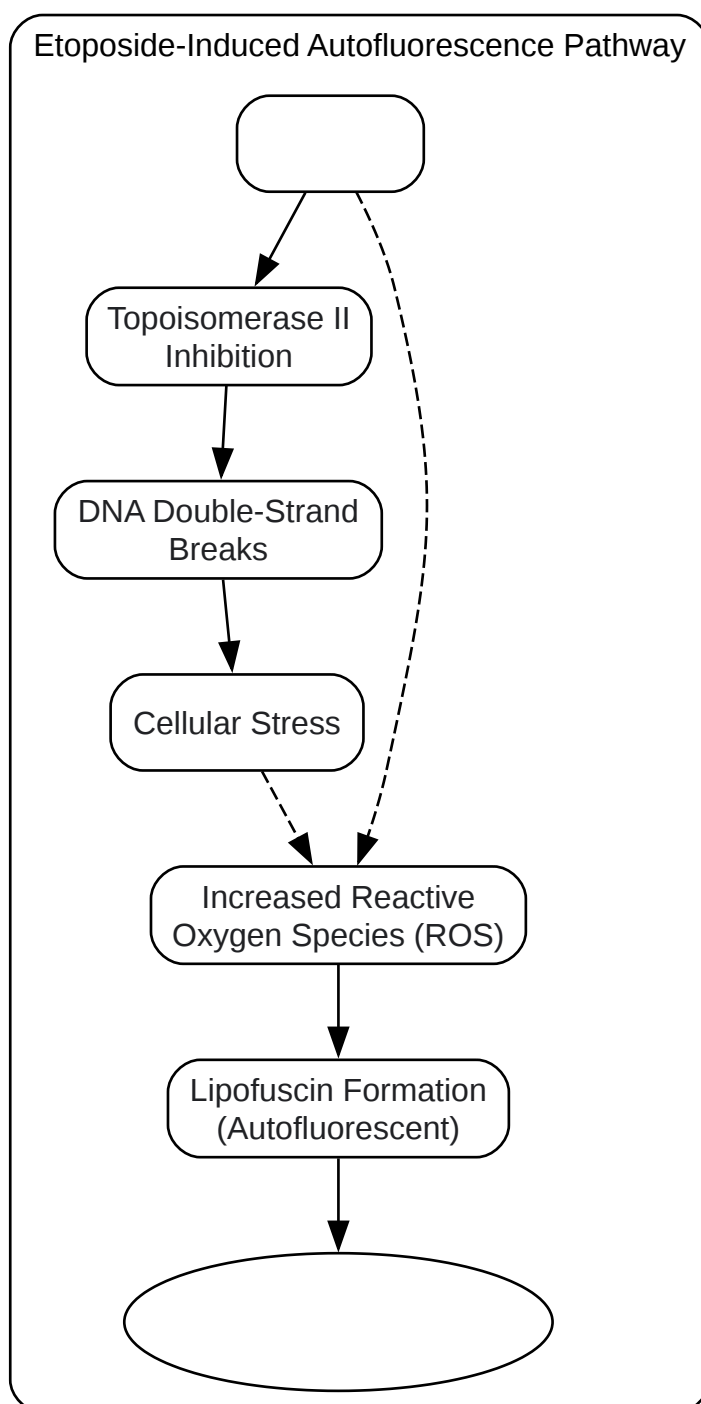 Etoposide-Induced Autofluorescence Pathway
Topoisomerase II
Inhibition
DNA Double-Strand
Breaks
Cellular Stress
Increased Reactive
Oxygen Species (ROS)
Lipofuscin Formation
(Autofluorescent)